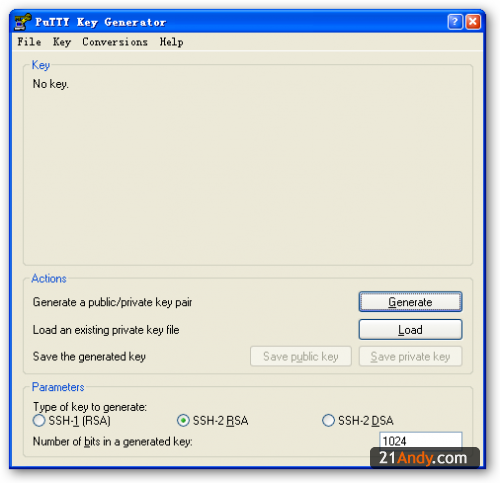 PuTTY Key Generator
File Key Conversions Help
Key
No key.
Actions
Generate a public/private key pair
Generate
Load an existing private key file
Load
Save the generated key
Save public key
Save private key
Parameters
Type of key to generate:
SSH-1 (RSA)
SSH-2 RSA
SSH-2 DSA
Number of bits in a generated key:
1024
21Andy.com